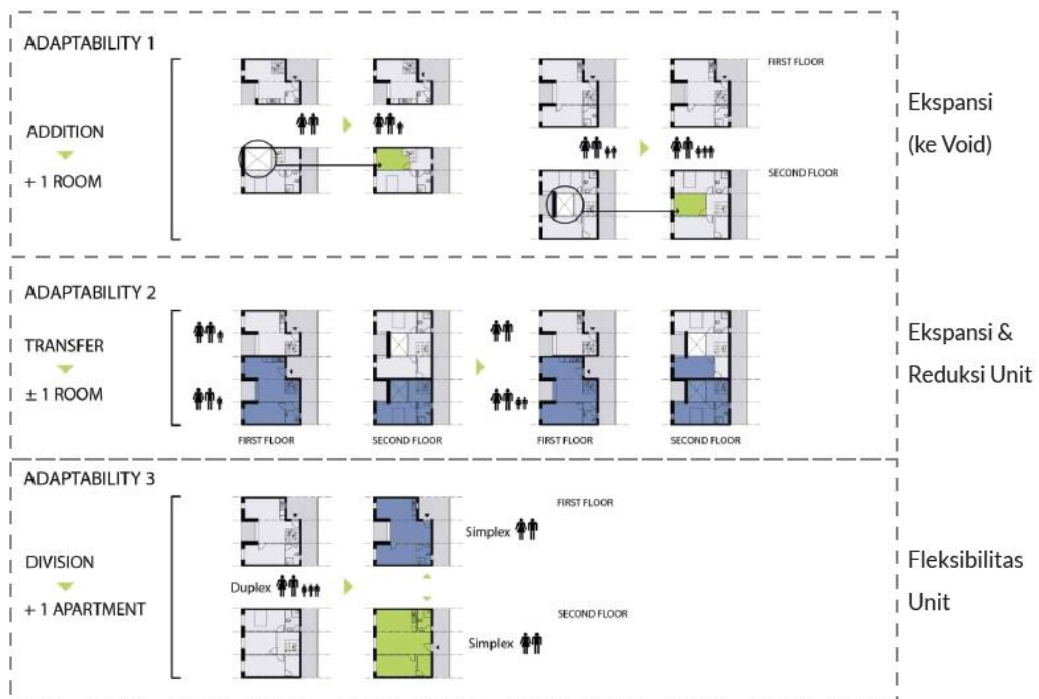 ADAPTABILITY 1
ADDITION
+ 1 ROOM
FIRST FLOOR
SECOND FLOOR
Ekspansi
(ke Void)
ADAPTABILITY 2
TRANSFER
± 1 ROOM
FIRST FLOOR
SECOND FLOOR
FIRST FLOOR
SECOND FLOOR
Ekspansi &
Reduksi Unit
ADAPTABILITY 3
DIVISION
+ 1 APARTMENT
Duplex
Simplex
FIRST FLOOR
SECOND FLOOR
Simplex
Fleksibilitas
Unit